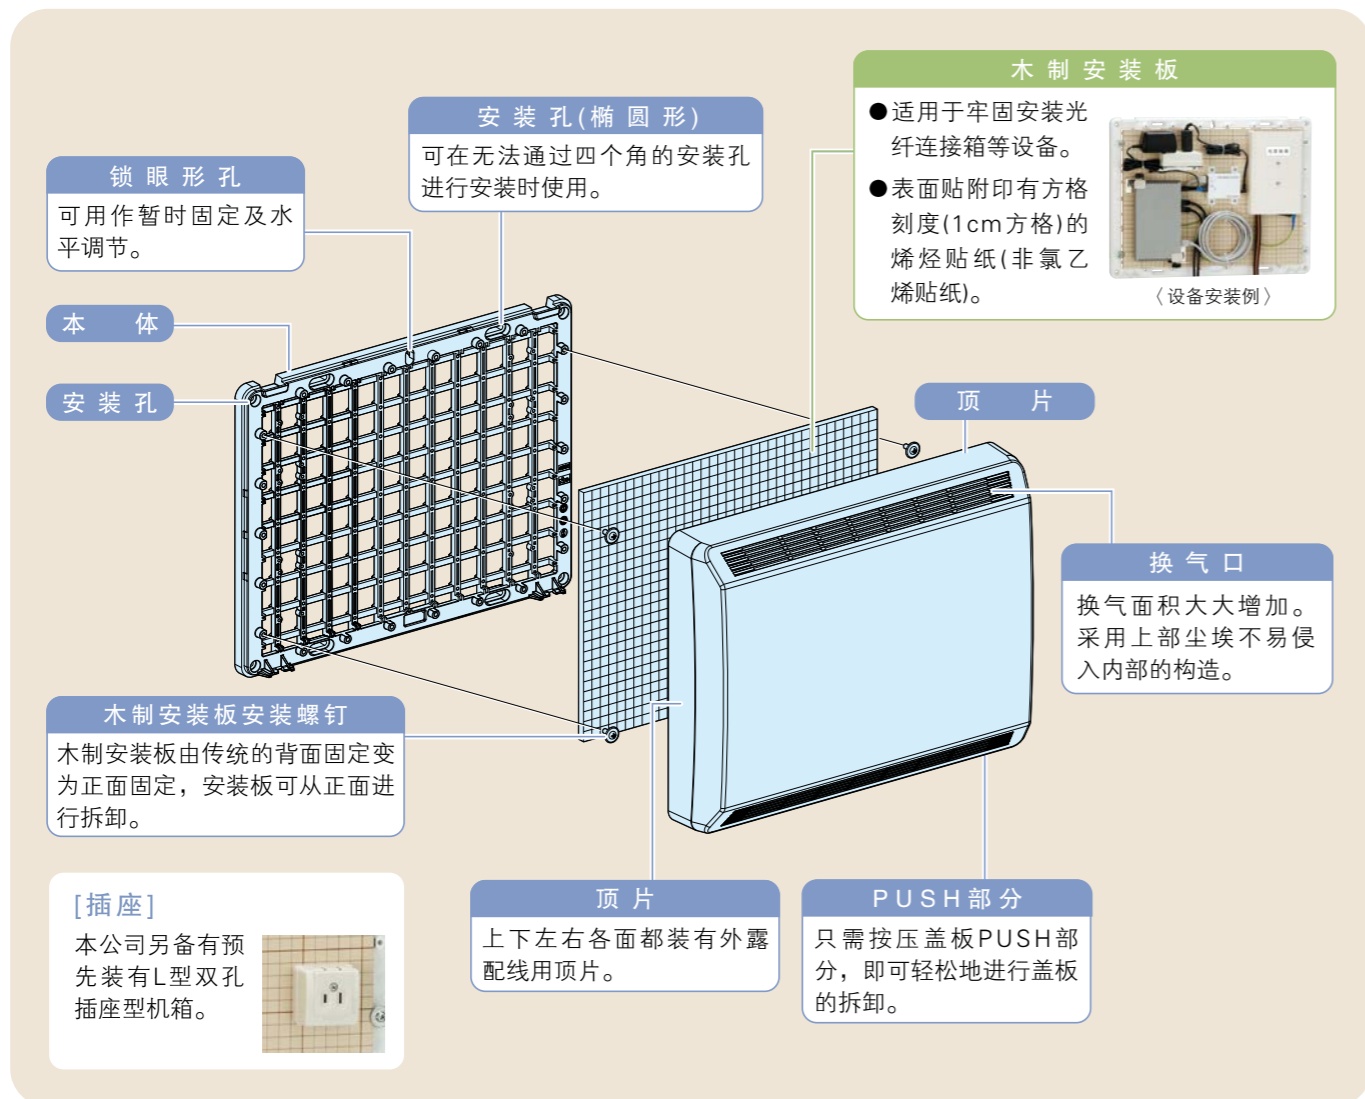 木制安装板
●适用于牢固安装光
纤连接箱等设备。
●表面贴附印有方格
刻度(1cm方格)的
烯烃贴纸(非氯乙
烯贴纸)。
〈设备安装例〉
安装孔(椭圆形)
可在无法通过四个角的安装孔
进行安装时使用。
锁眼形孔
可用作暂时固定及水
平调节。
本体
安装孔
顶片
换气口
换气面积大大增加。
采用上部尘埃不易侵
入内部的构造。
木制安装板安装螺钉
木制安装板由传统的背面固定变
为正面固定，安装板可从正面进
行拆卸。
顶片
上下左右各面都装有外露
配线用顶片。
PUSH部分
只需按压盖板PUSH部
分，即可轻松地进行盖板
的拆卸。
[插座]
本公司另备有预
先装有L型双孔
插座型机箱。